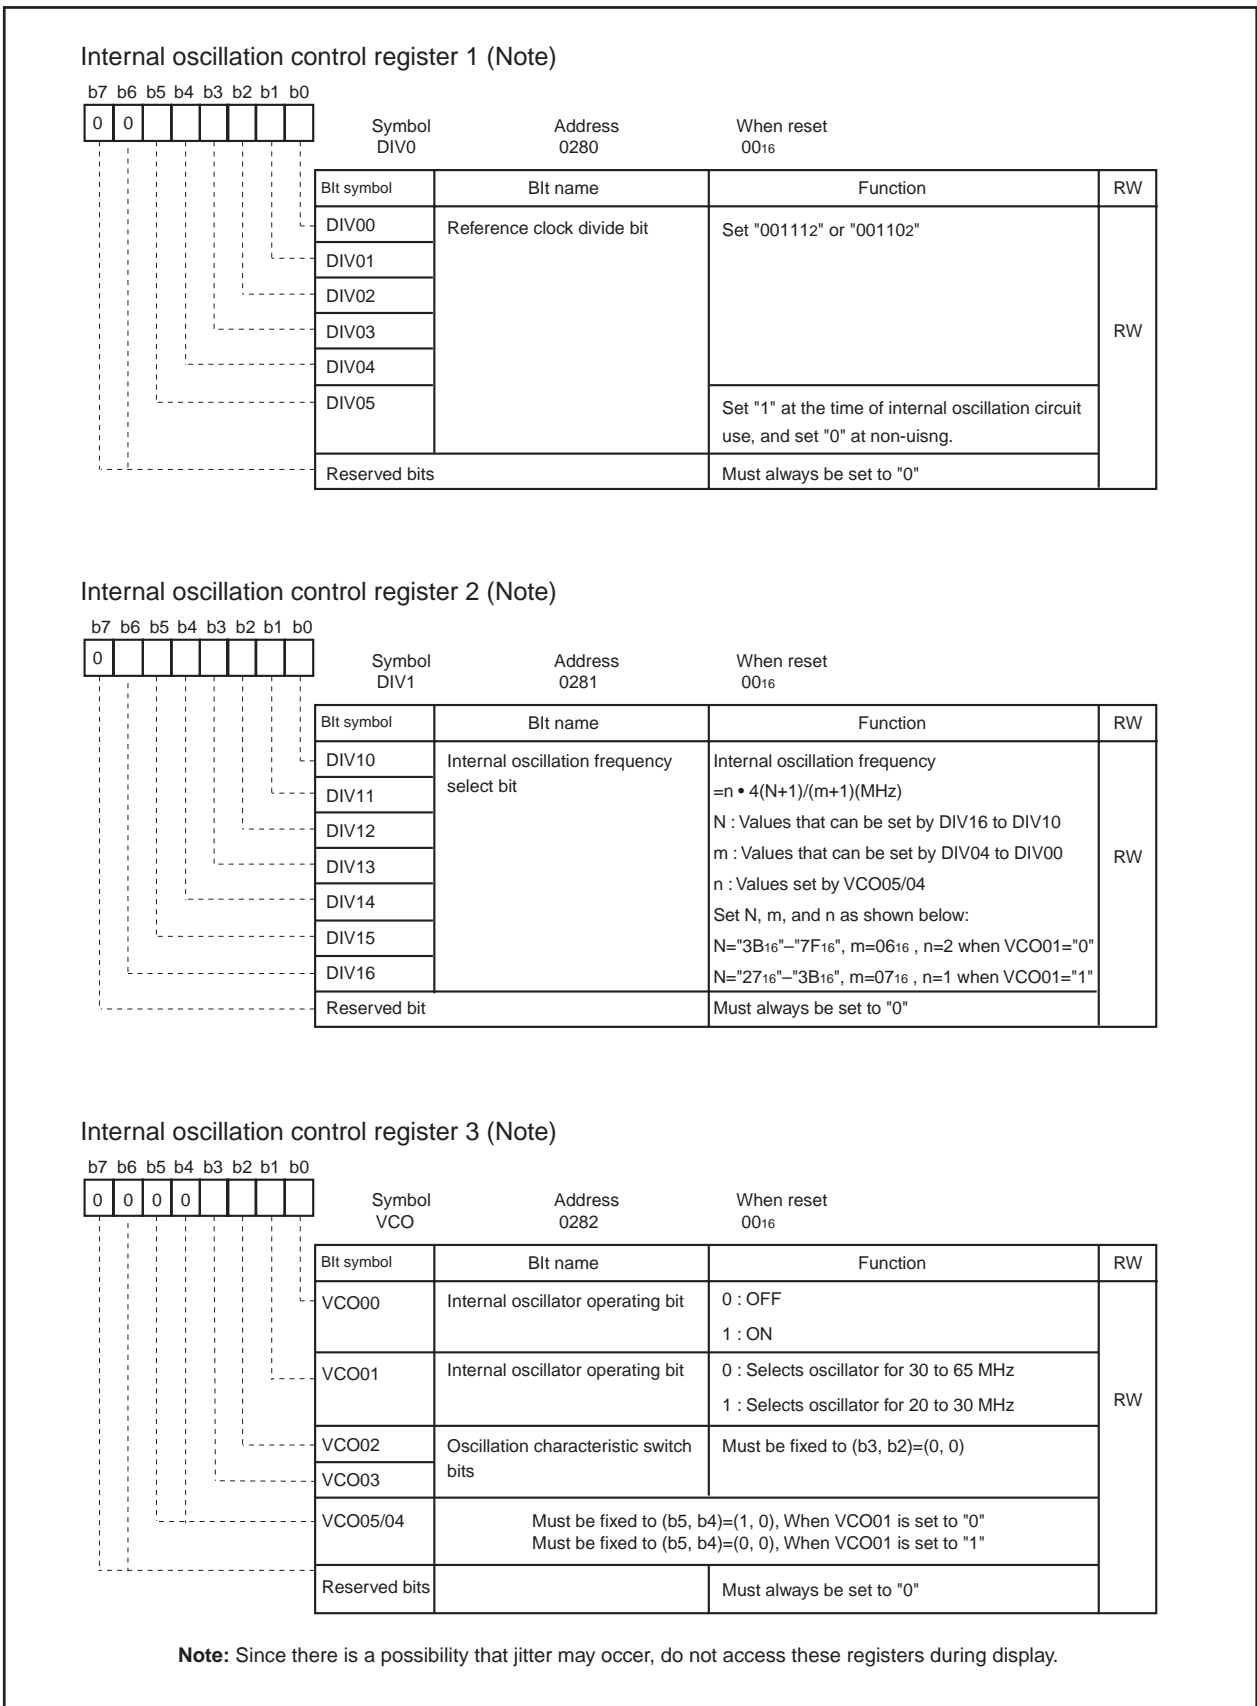 Internal oscillation control register 1 (Note)
b7 b6 b5 b4 b3 b2 b1 b0
0 0
Symbol Address When reset
DIV0 0280 0016
BIt symbol BIt name Function RW
DIV00 Reference clock divide bit Set "001112" or "001102"
DIV01
DIV02
DIV03 RW
DIV04
DIV05 Set "1" at the time of internal oscillation circuit
use, and set "0" at non-uisng.
Reserved bits Must always be set to "0"
Internal oscillation control register 2 (Note)
b7 b6 b5 b4 b3 b2 b1 b0
0
Symbol Address When reset
DIV1 0281 0016
BIt symbol BIt name Function RW
DIV10 Internal oscillation frequency Internal oscillation frequency
DIV11 select bit =n • 4(N+1)/(m+1)(MHz)
DIV12 N : Values that can be set by DIV16 to DIV10
DIV13 m : Values that can be set by DIV04 to DIV00 RW
DIV14 n : Values set by VCO05/04
Set N, m, and n as shown below:
DIV15 N="3B16"–"7F16", m=0616 , n=2 when VCO01="0"
DIV16 N="2716"–"3B16", m=0716 , n=1 when VCO01="1"
Reserved bit Must always be set to "0"
Internal oscillation control register 3 (Note)
b7 b6 b5 b4 b3 b2 b1 b0
0 0 0 0
Symbol Address When reset
VCO 0282 0016
BIt symbol BIt name Function RW
VCO00 Internal oscillator operating bit 0 : OFF
1 : ON
VCO01 Internal oscillator operating bit 0 : Selects oscillator for 30 to 65 MHz
1 : Selects oscillator for 20 to 30 MHz RW
VCO02 Oscillation characteristic switch Must be fixed to (b3, b2)=(0, 0)
VCO03 bits
VCO05/04 Must be fixed to (b5, b4)=(1, 0), When VCO01 is set to "0"
Must be fixed to (b5, b4)=(0, 0), When VCO01 is set to "1"
Reserved bits Must always be set to "0"
Note: Since there is a possibility that jitter may occer, do not access these registers during display.